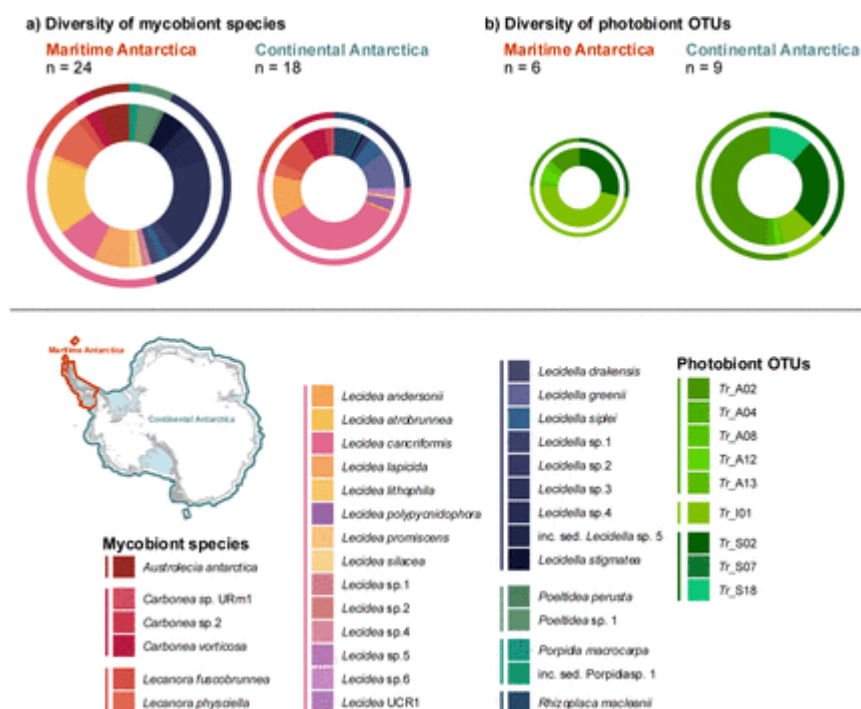 a) Diversity of mycobiont species
Maritime Antarctica
n = 24
Continental Antarctica
n = 18
b) Diversity of photobiont OTUs
Maritime Antarctica
n = 6
Continental Antarctica
n = 9
Maritime Antarctica
Continental Antarctica
Mycobiont species
Austrolecia antarctica
Carbonea sp. URm1
Carbonea sp.2
Carbonea vorticosa
Lecanora fuscobrunnea
Lecanora physciella
Lecidea andersonii
Lecidea atrobrunnea
Lecidea cancriformis
Lecidea lapicida
Lecidea lithophila
Lecidea polypycnidophora
Lecidea promiscens
Lecidea silacea
Lecidea sp.1
Lecidea sp.2
Lecidea sp.4
Lecidea sp.5
Lecidea sp.6
Lecidea UCR1
Lecidella drakensis
Lecidella greenii
Lecidella siplei
Lecidella sp.1
Lecidella sp.2
Lecidella sp.3
Lecidella sp.4
inc. sed. Lecidella sp. 5
Lecidella stigmatea
Poeltidea perusta
Poeltidea sp. 1
Porpidia macrocarpa
inc. sed. Porpidiasp. 1
Rhizoplaca macleanii
Photobiont OTUs
Tr_A02
Tr_A04
Tr_A08
Tr_A12
Tr_A13
Tr_I01
Tr_S02
Tr_S07
Tr_S18